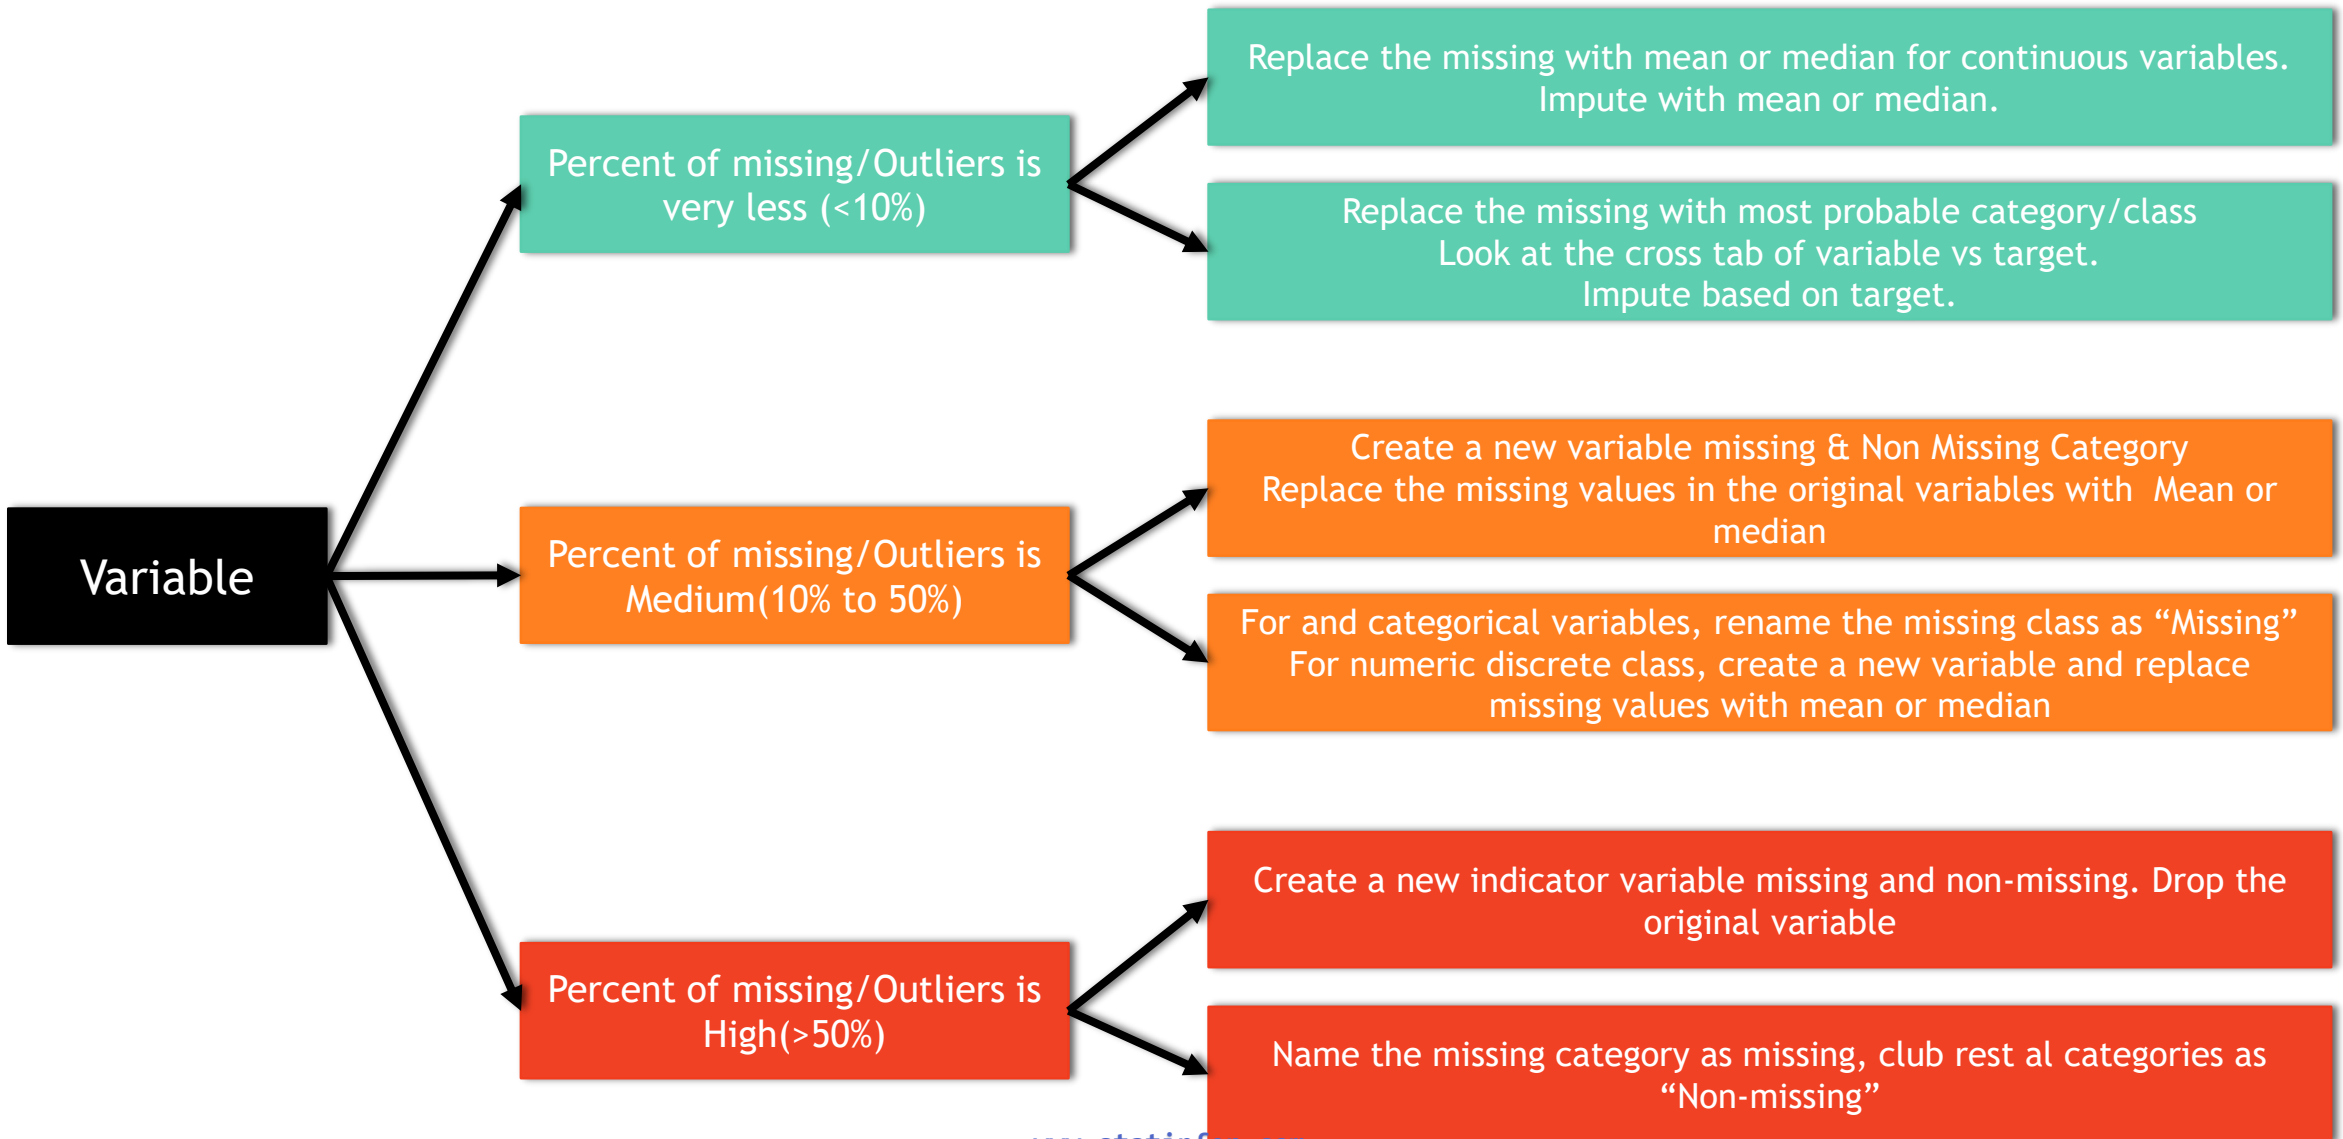 Replace the missing with mean or median for continuous variables.
Impute with mean or median.
Percent of missing/Outliers is
very less (<10%)
Replace the missing with most probable category/class
Look at the cross tab of variable vs target.
Impute based on target.
Create a new variable missing & Non Missing Category
Replace the missing values in the original variables with  Mean or
median
Variable
Percent of missing/Outliers is
Medium(10% to 50%)
For and categorical variables, rename the missing class as “Missing”
For numeric discrete class, create a new variable and replace
missing values with mean or median
Create a new indicator variable missing and non-missing. Drop the
original variable
Percent of missing/Outliers is
High(>50%)
Name the missing category as missing, club rest al categories as
“Non-missing”